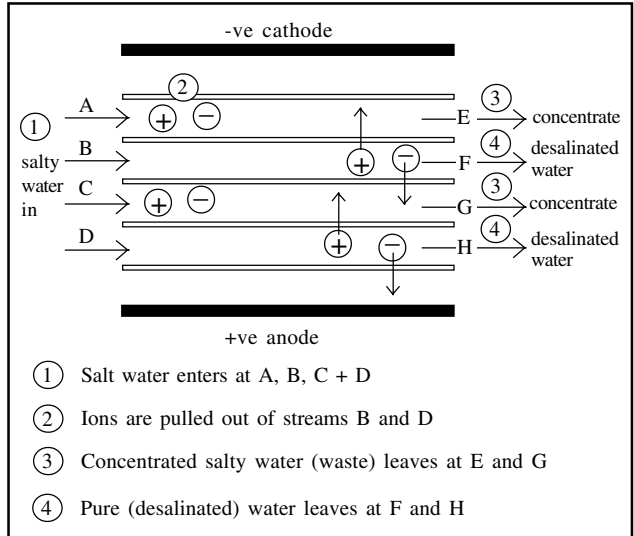 -ve cathode
A
B
C
D
1
salty
water
in
2
+
−
+
−
+
−
+
−
E
F
G
H
3
concentrate
4
desalinated
water
3
concentrate
4
desalinated
water
+ve anode
1 Salt water enters at A, B, C + D
2 Ions are pulled out of streams B and D
3 Concentrated salty water (waste) leaves at E and G
4 Pure (desalinated) water leaves at F and H